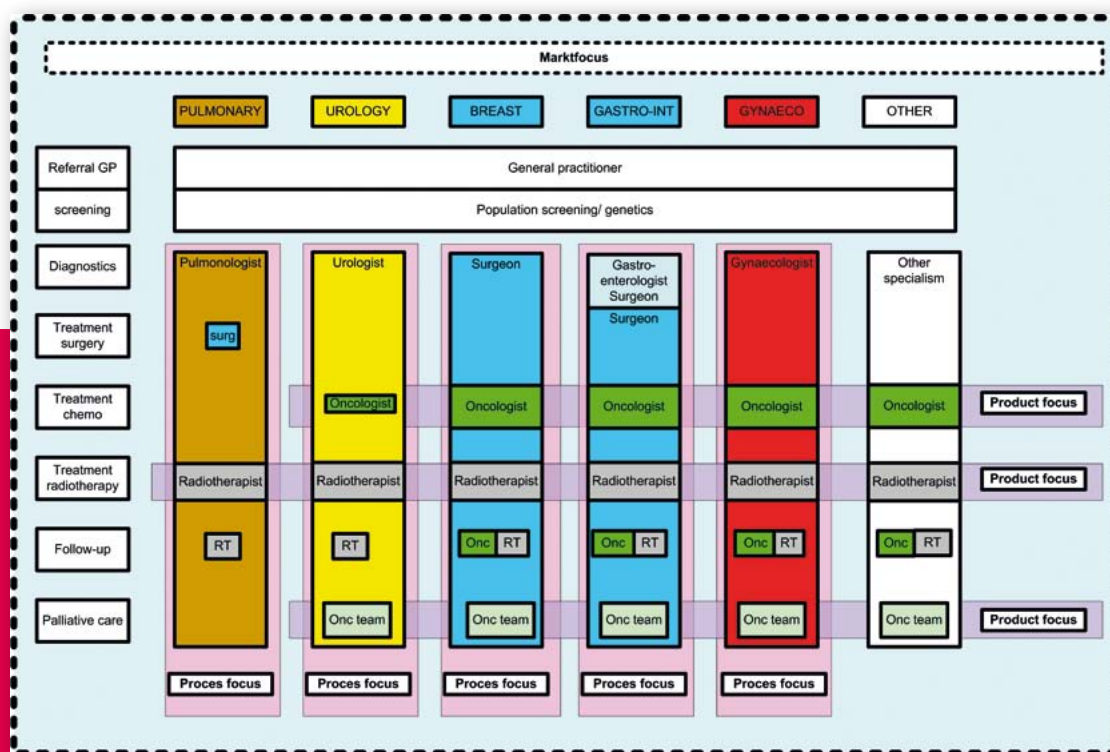 Marktfocus
PULMONARY UROLOGY BREAST GASTRO-INT GYNAECO OTHER
Referral GP General practitioner
screening Population screening/ genetics
Diagnostics Pulmonologist Urologist Surgeon Gastro-
enterologist
Surgeon Gynaecologist Other
specialism
Treatment
surgery surg Surgeon
Treatment
chemo Oncologist Oncologist Oncologist Oncologist Oncologist Product focus
Treatment
radiotherapy Radiotherapist Radiotherapist Radiotherapist Radiotherapist Radiotherapist Radiotherapist Product focus
Follow-up RT RT Onc RT Onc RT Onc RT Onc RT
Palliative care Onc team Onc team Onc team Onc team Onc team Product focus
Proces focus Proces focus Proces focus Proces focus Proces focus